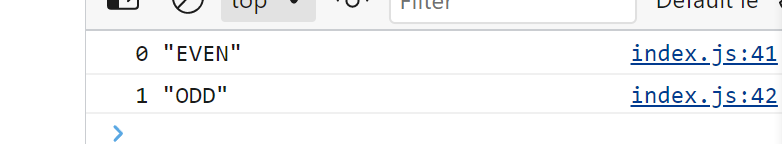 top Filter Default le
0 "EVEN" index.js:41
1 "ODD" index.js:42